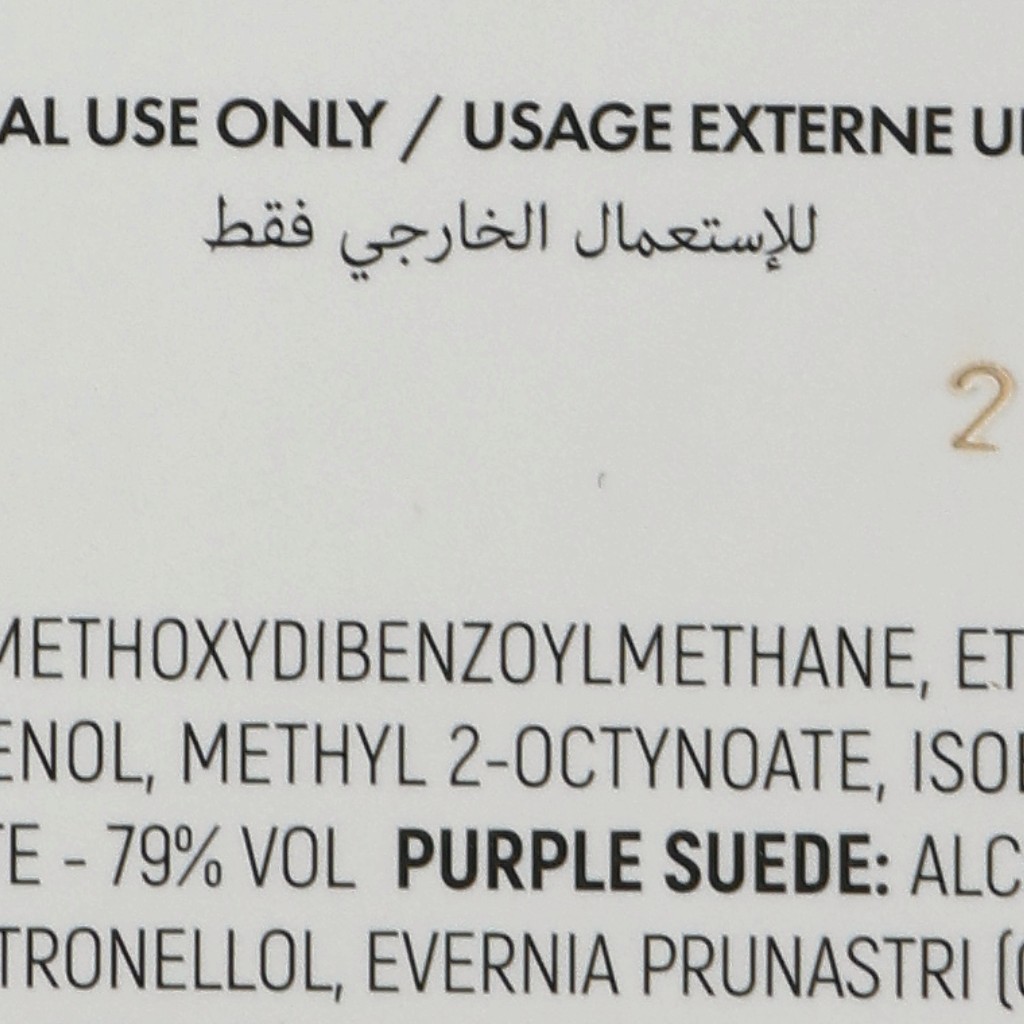 AL USE ONLY / USAGE EXTERNE
للإستعمال الخارجي فقط
2
METHOXYDIBENZOYLMETHANE, ET
ENOL, METHYL 2-OCTYNOATE, ISO
TE - 79% VOL PURPLE SUEDE: ALC
TRONELLOL, EVERNIA PRUNASTRI (